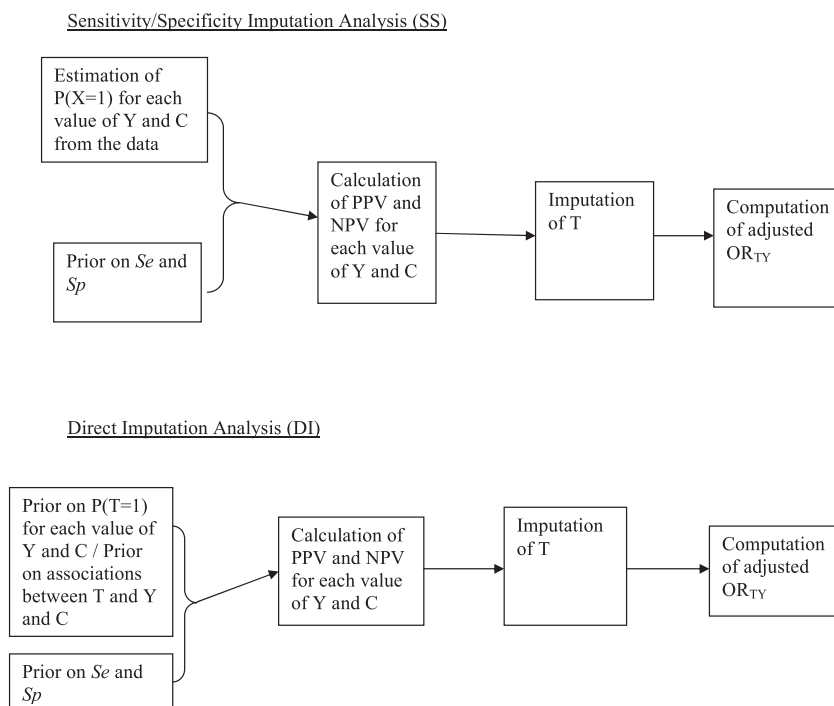 Sensitivity/Specificity Imputation Analysis (SS)
Estimation of
P(X=1) for each
value of Y and C
from the data
Prior on Se and
Sp
Calculation
of PPV and
NPV for
each value
of Y and C
Imputation
of T
Computation
of adjusted
ORTY
Direct Imputation Analysis (DI)
Prior on P(T=1)
for each value of
Y and C / Prior
on associations
between T and Y
and C
Prior on Se and
Sp
Calculation of
PPV and NPV
for each value
of Y and C
Imputation
of T
Computation
of adjusted
ORTY